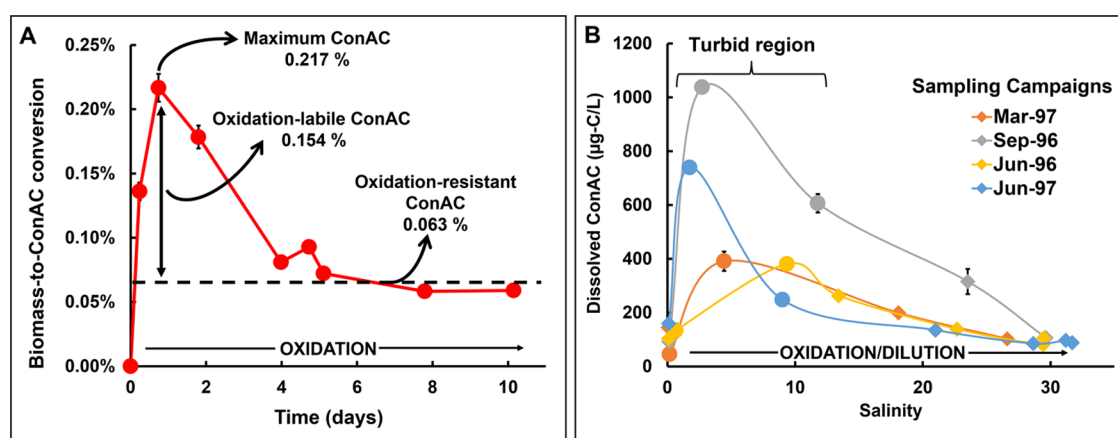 A
Biomass-to-ConAC conversion
0.25%
0.20%
0.15%
0.10%
0.05%
0.00%
Maximum ConAC
0.217 %
Oxidation-labile ConAC
0.154 %
Oxidation-resistant
ConAC
0.063 %
OXIDATION
0 2 4 6 8 10
Time (days)
B
Dissolved ConAC (µg-C/L)
1200
1000
800
600
400
200
0
Turbid region
Sampling Campaigns
Mar-97
Sep-96
Jun-96
Jun-97
OXIDATION/DILUTION
0 10 20 30
Salinity